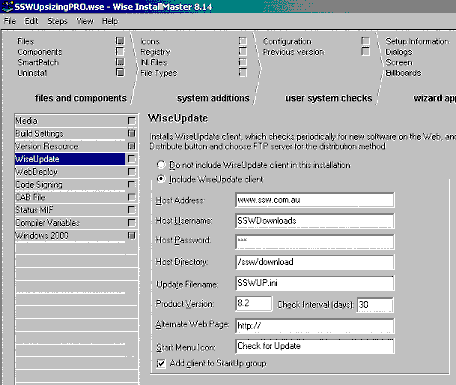 SSWUpsizingPRO.wse - Wise InstallMaster 8.14
File Edit Steps View Help
Files
Components
SmartPatch
Uninstall
files and components
Icons
Registry
INI Files
File Types
system additions
Configuration
Previous version
user system checks
Setup Information
Dialogs
Screen
Billboards
wizard app
Media
Build Settings
Version Resource
WiseUpdate
WebDeploy
Code Signing
CAB File
Status MIF
Compiler Variables
Windows 2000
WiseUpdate
Installs WiseUpdate client, which checks periodically for new software on the Web, and
Distribute button and choose FTP server for the distribution method.
Do not include WiseUpdate client in this installation
Include WiseUpdate client
Host Address: www.ssw.com.au
Host Username: SSWDownloads
Host Password: ***
Host Directory: /ssw/download
Update Filename: SSWUP.ini
Product Version: 8.2 Check Interval (days): 30
Alternate Web Page: http://
Start Menu Icon: Check for Update
Add client to StartUp group